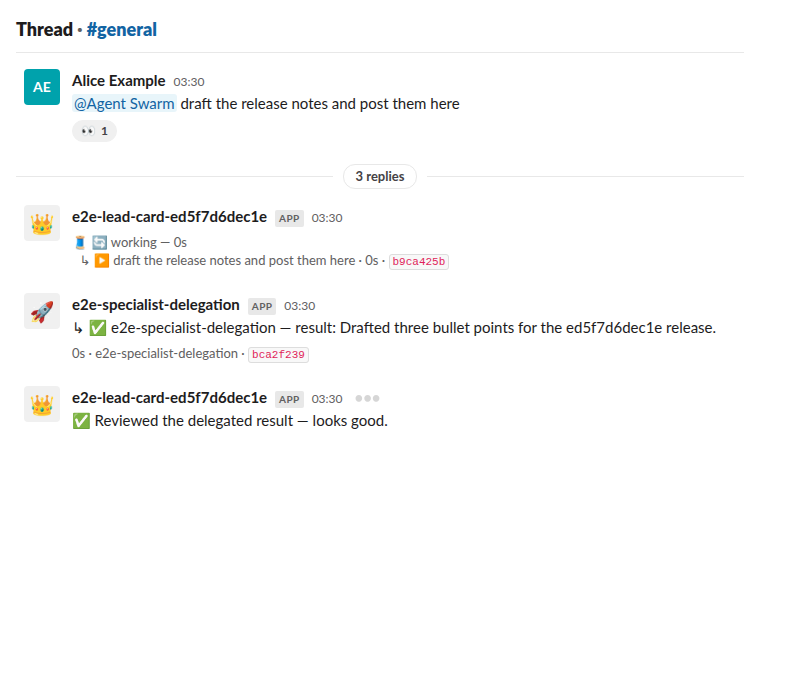 Thread • #general
AE
Alice Example 03:30
@Agent Swarm draft the release notes and post them here
👀 1
3 replies
e2e-lead-card-ed5f7d6dec1e APP 03:30
🧵 🔄 working — 0s
↳ ▶️ draft the release notes and post them here · 0s · b9ca425b
e2e-specialist-delegation APP 03:30
↳ ✅ e2e-specialist-delegation — result: Drafted three bullet points for the ed5f7d6dec1e release.
0s · e2e-specialist-delegation · bca2f239
e2e-lead-card-ed5f7d6dec1e APP 03:30
✅ Reviewed the delegated result — looks good.